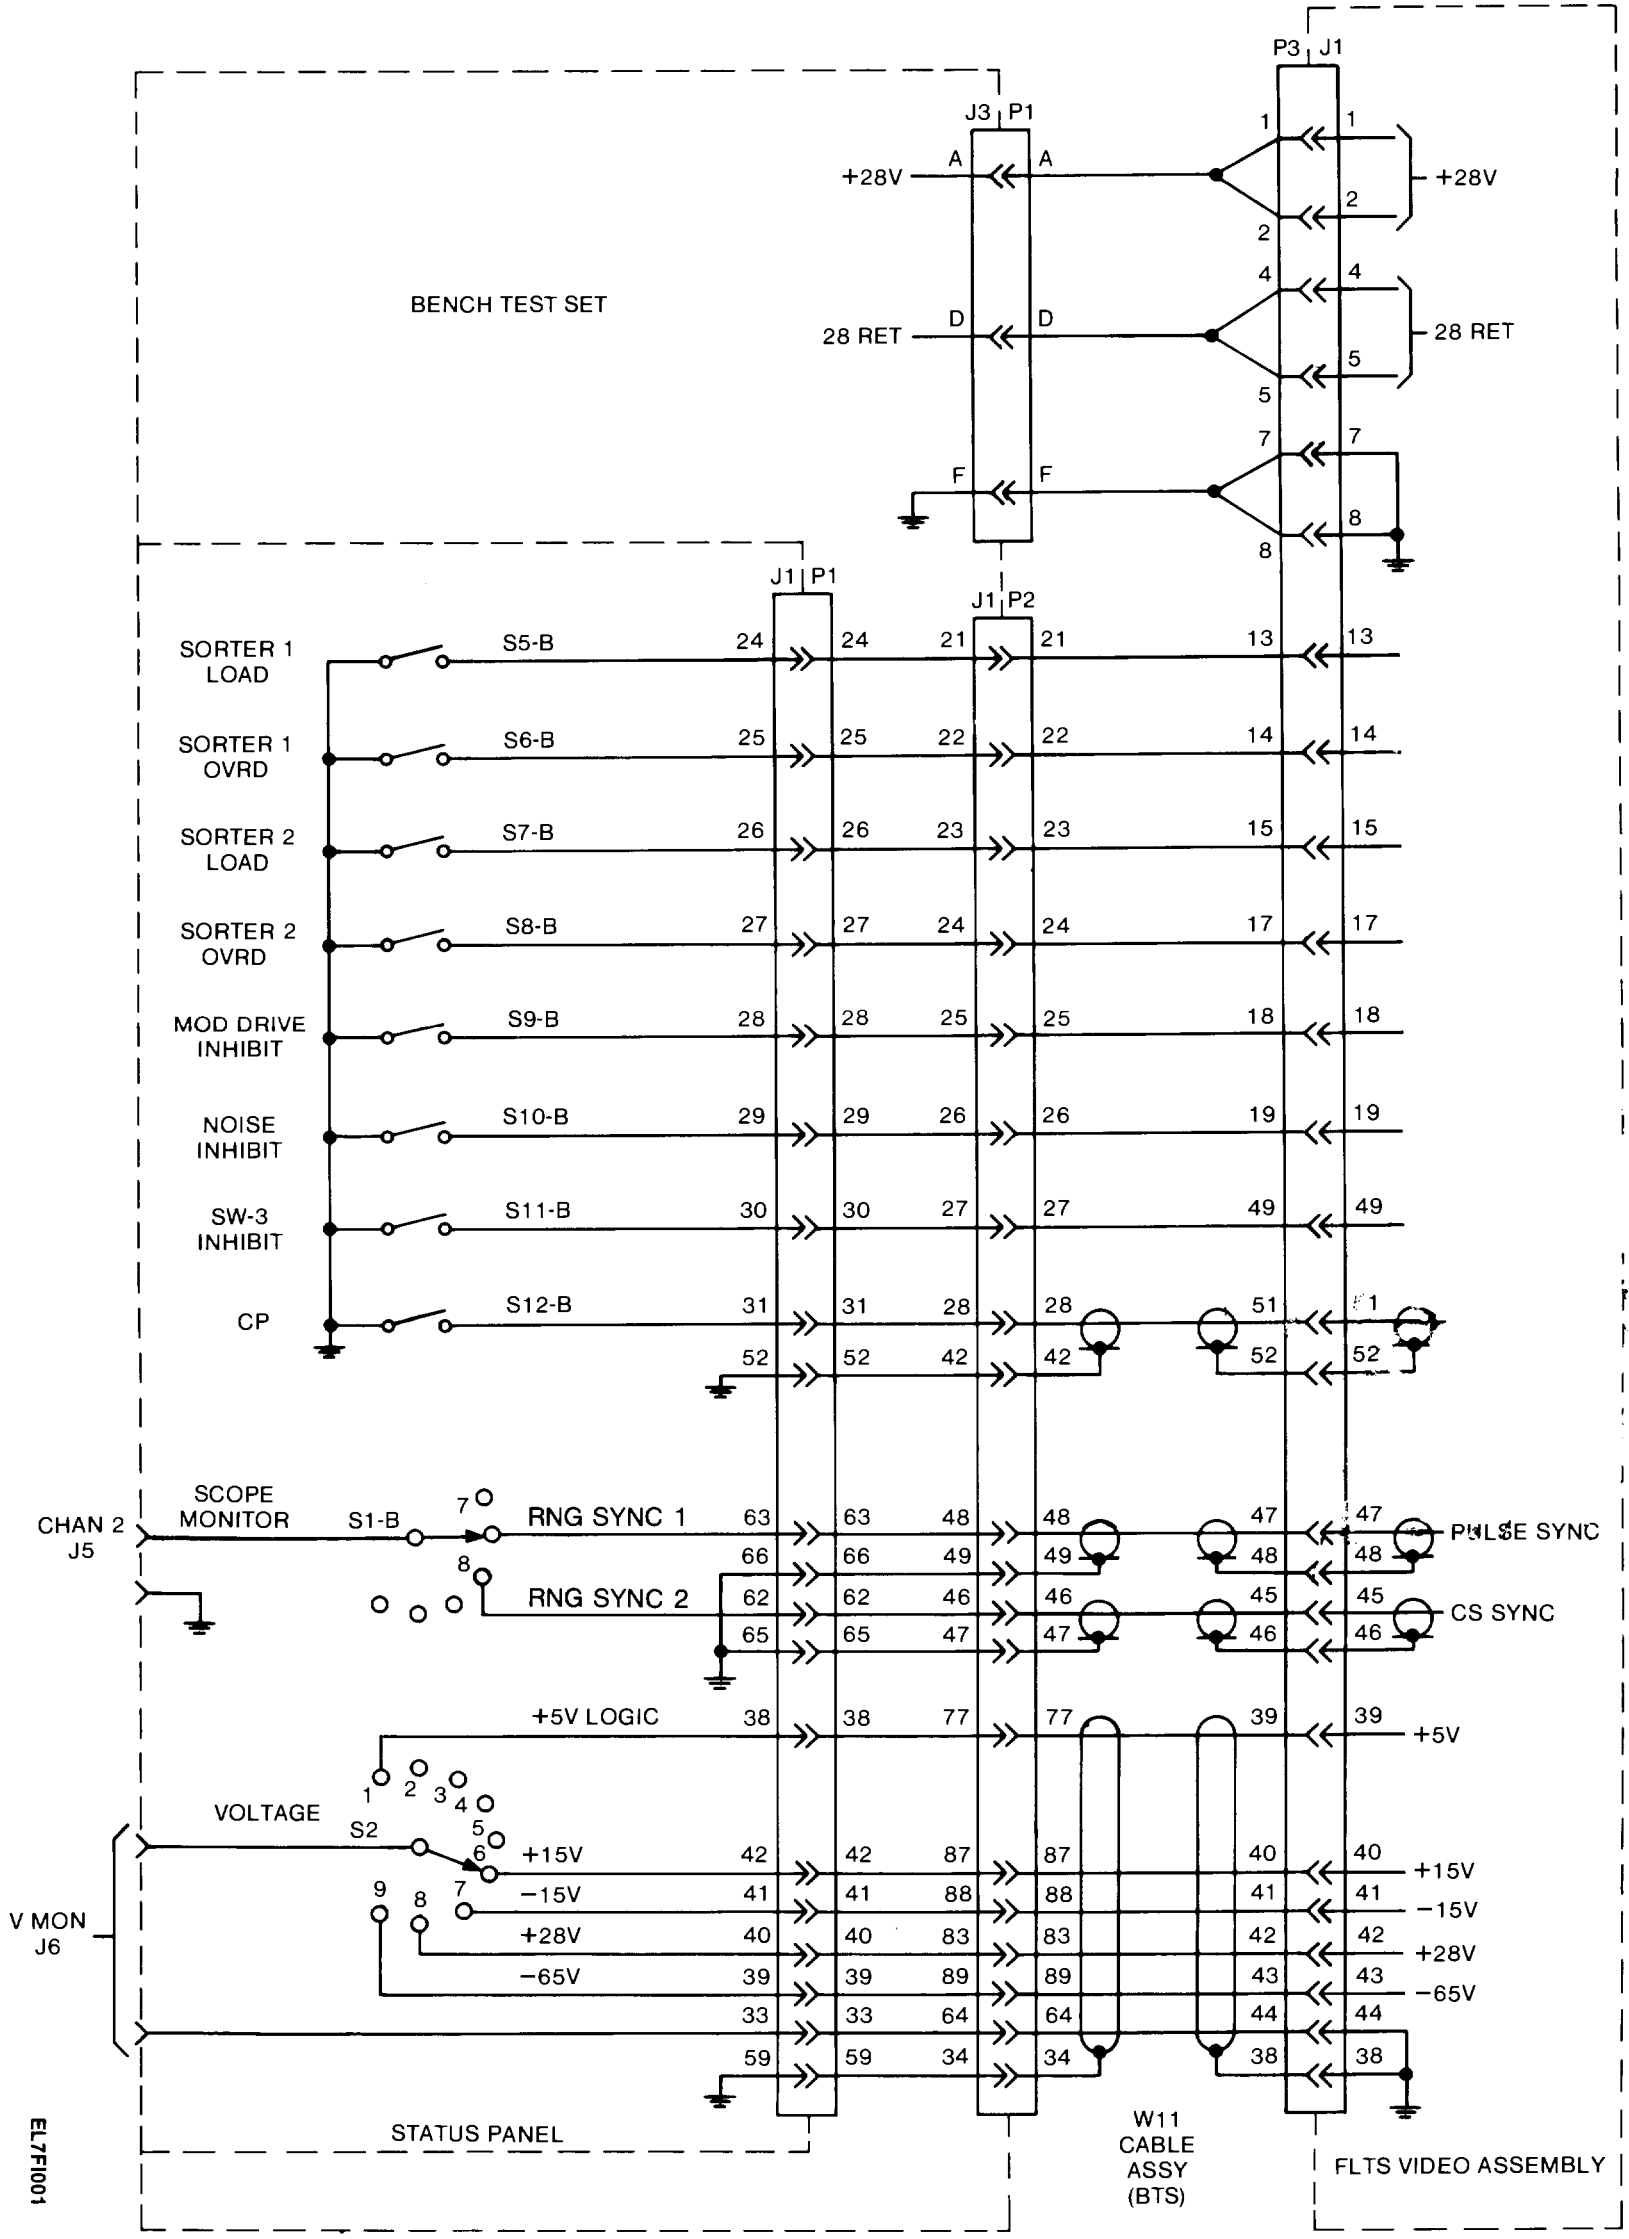 P3 J1
J3 P1
1 1
A A
+28V +28V
2
2
4 4
BENCH TEST SET
D D
28 RET 28 RET
5
5
7 7
F F
8
8
J1 P1
J1 P2
SORTER 1
LOAD
S5-B 24 24 21 21 13 13
SORTER 1
OVRD
S6-B 25 25 22 22 14 14
SORTER 2
LOAD
S7-B 26 26 23 23 15 15
SORTER 2
OVRD
S8-B 27 27 24 24 17 17
MOD DRIVE
INHIBIT
S9-B 28 28 25 25 18 18
NOISE
INHIBIT
S10-B 29 29 26 26 19 19
SW-3
INHIBIT
S11-B 30 30 27 27 49 49
CP S12-B 31 31 28 28 51 1
52 52 42 42 52 52
CHAN 2
J5
SCOPE
MONITOR
S1-B 7 RNG SYNC 1 63 63 48 48 47 47 PULSE SYNC
66 66 49 49 48 48
8 RNG SYNC 2 62 62 46 46 45 45 CS SYNC
65 65 47 47 46 46
+5V LOGIC 38 38 77 77 39 39 +5V
1 2 3 4 5 6
VOLTAGE
S2
+15V 42 42 87 87 40 40 +15V
9 8 7 −15V 41 41 88 88 41 41 −15V
V MON
J6
+28V 40 40 83 83 42 42 +28V
−65V 39 39 89 89 43 43 −65V
33 33 64 64 44 44
59 59 34 34 38 38
STATUS PANEL
W11
CABLE
ASSY
(BTS)
FLTS VIDEO ASSEMBLY
EL7FI001